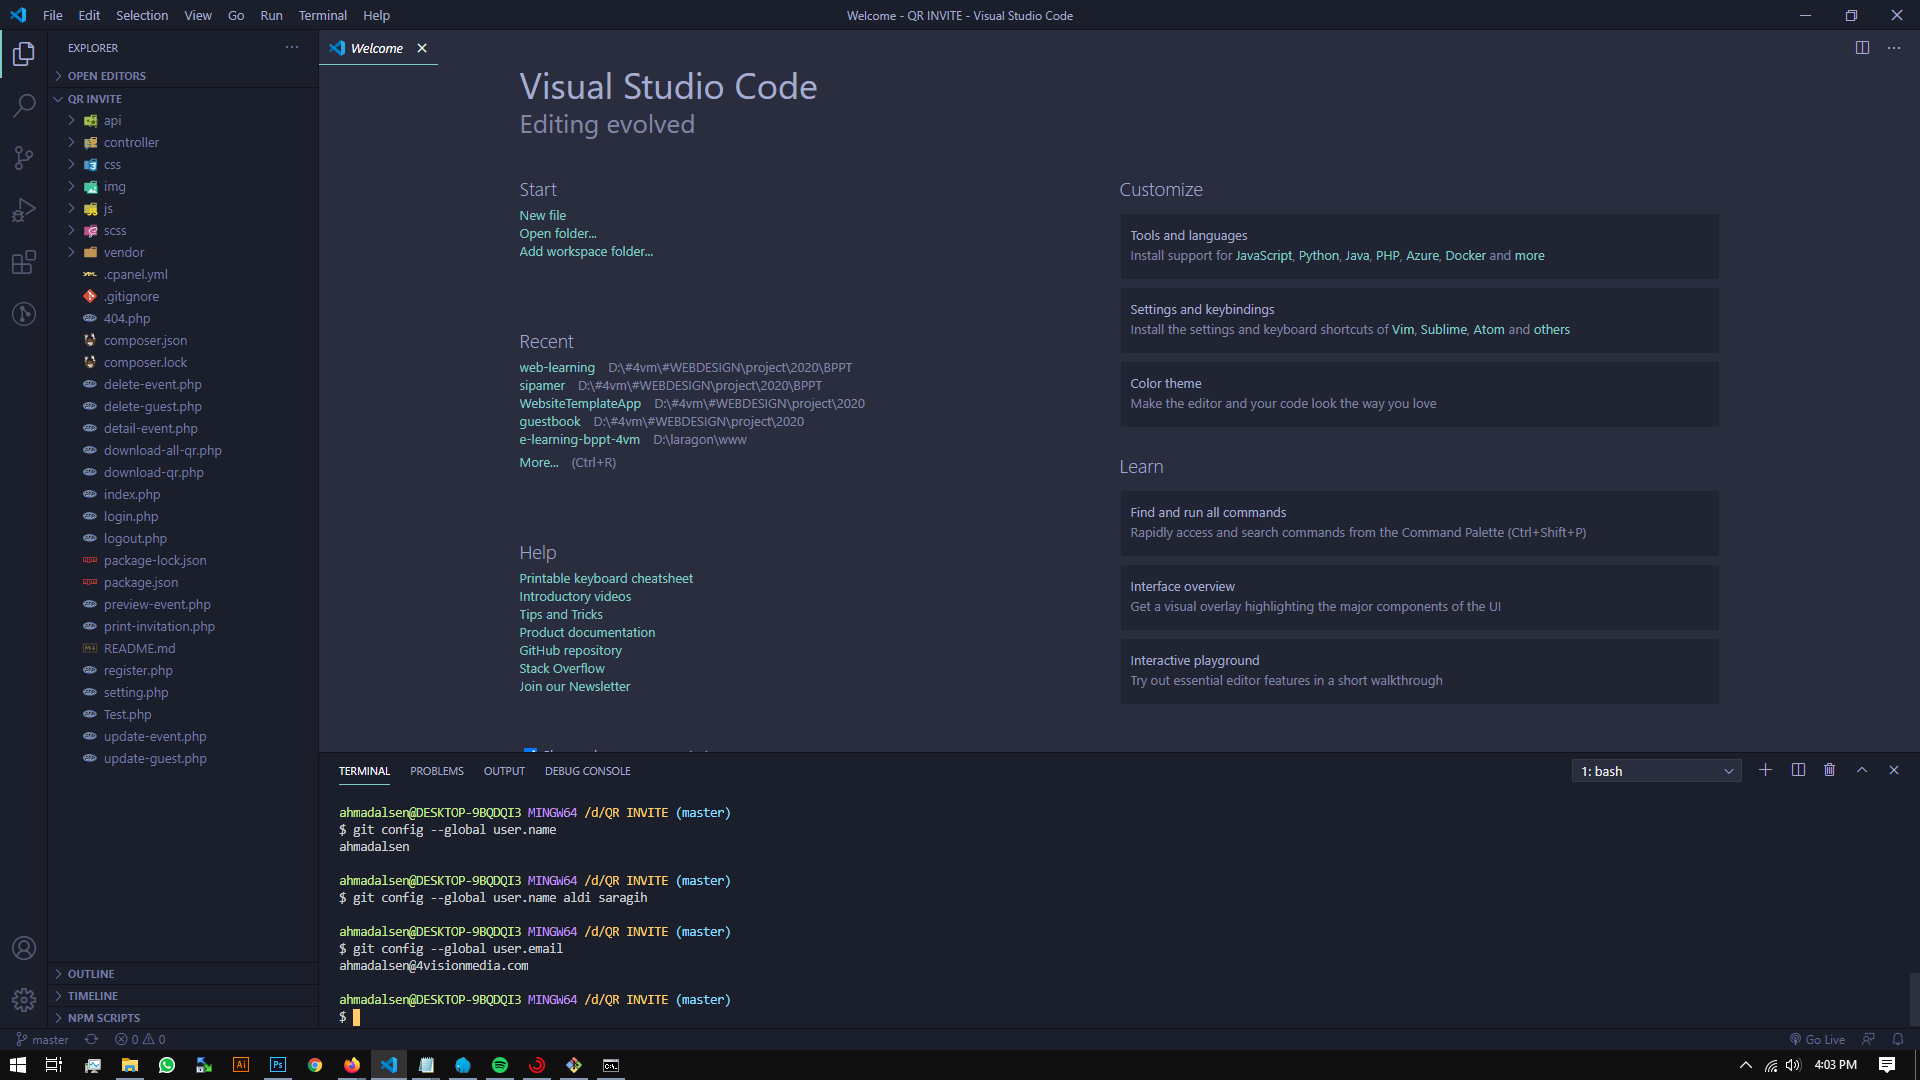 File Edit Selection View Go Run Terminal Help
Welcome - QR INVITE - Visual Studio Code
EXPLORER
OPEN EDITORS
QR INVITE
api
controller
css
img
js
scss
vendor
.cpanel.yml
.gitignore
404.php
composer.json
composer.lock
delete-event.php
delete-guest.php
detail-event.php
download-all-qr.php
download-qr.php
index.php
login.php
logout.php
package-lock.json
package.json
preview-event.php
print-invitation.php
README.md
register.php
setting.php
Test.php
update-event.php
update-guest.php
OUTLINE
TIMELINE
NPM SCRIPTS
Welcome
Visual Studio Code
Editing evolved
Start
New file
Open folder...
Add workspace folder...
Recent
web-learning D:\#4vm\#WEBDESIGN\project\2020\BPPT
sipamer D:\#4vm\#WEBDESIGN\project\2020\BPPT
WebsiteTemplateApp D:\#4vm\#WEBDESIGN\project\2020
guestbook D:\#4vm\#WEBDESIGN\project\2020
e-learning-bppt-4vm D:\laragon\www
More... (Ctrl+R)
Help
Printable keyboard cheatsheet
Introductory videos
Tips and Tricks
Product documentation
GitHub repository
Stack Overflow
Join our Newsletter
Customize
Tools and languages
Install support for JavaScript, Python, Java, PHP, Azure, Docker and more
Settings and keybindings
Install the settings and keyboard shortcuts of Vim, Sublime, Atom and others
Color theme
Make the editor and your code look the way you love
Learn
Find and run all commands
Rapidly access and search commands from the Command Palette (Ctrl+Shift+P)
Interface overview
Get a visual overlay highlighting the major components of the UI
Interactive playground
Try out essential editor features in a short walkthrough
TERMINAL PROBLEMS OUTPUT DEBUG CONSOLE
1: bash
ahmadalsen@DESKTOP-9BQDQI3 MINGW64 /d/QR INVITE (master)
$ git config --global user.name
ahmadalsen
ahmadalsen@DESKTOP-9BQDQI3 MINGW64 /d/QR INVITE (master)
$ git config --global user.name aldi saragih
ahmadalsen@DESKTOP-9BQDQI3 MINGW64 /d/QR INVITE (master)
$ git config --global user.email
ahmadalsen@4visionmedia.com
ahmadalsen@DESKTOP-9BQDQI3 MINGW64 /d/QR INVITE (master)
$
master 0 0
Go Live
4:03 PM